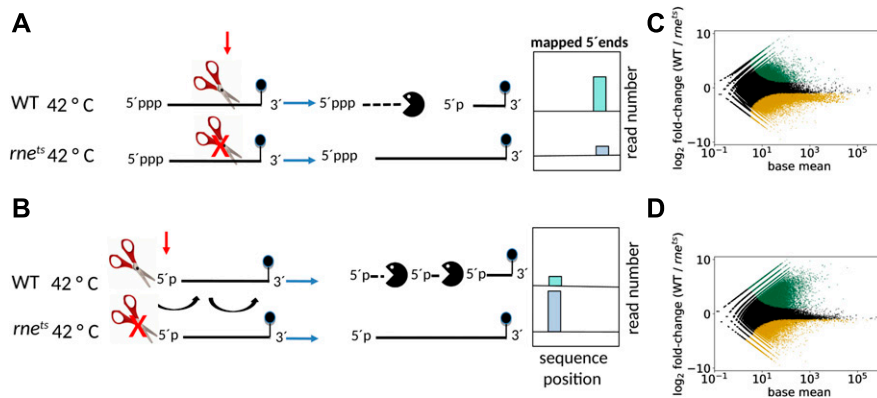 A
mapped 5´ends
WT 42 ° C
5´ppp
3´
5´ppp
5´p
3´
rneᵗˢ 42 ° C
5´ppp
3´
5´ppp
3´
read number
B
WT 42 ° C
5´p
3´
5´p
5´p
5´p
3´
rneᵗˢ 42 ° C
5´p
3´
5´p
3´
read number
sequence
position
C
log₂ fold-change (WT / rneᵗˢ)
10
0
−10
10⁻¹
10¹
10³
10⁵
base mean
D
log₂ fold-change (WT / rneᵗˢ)
10
0
−10
10⁻¹
10¹
10³
10⁵
base mean